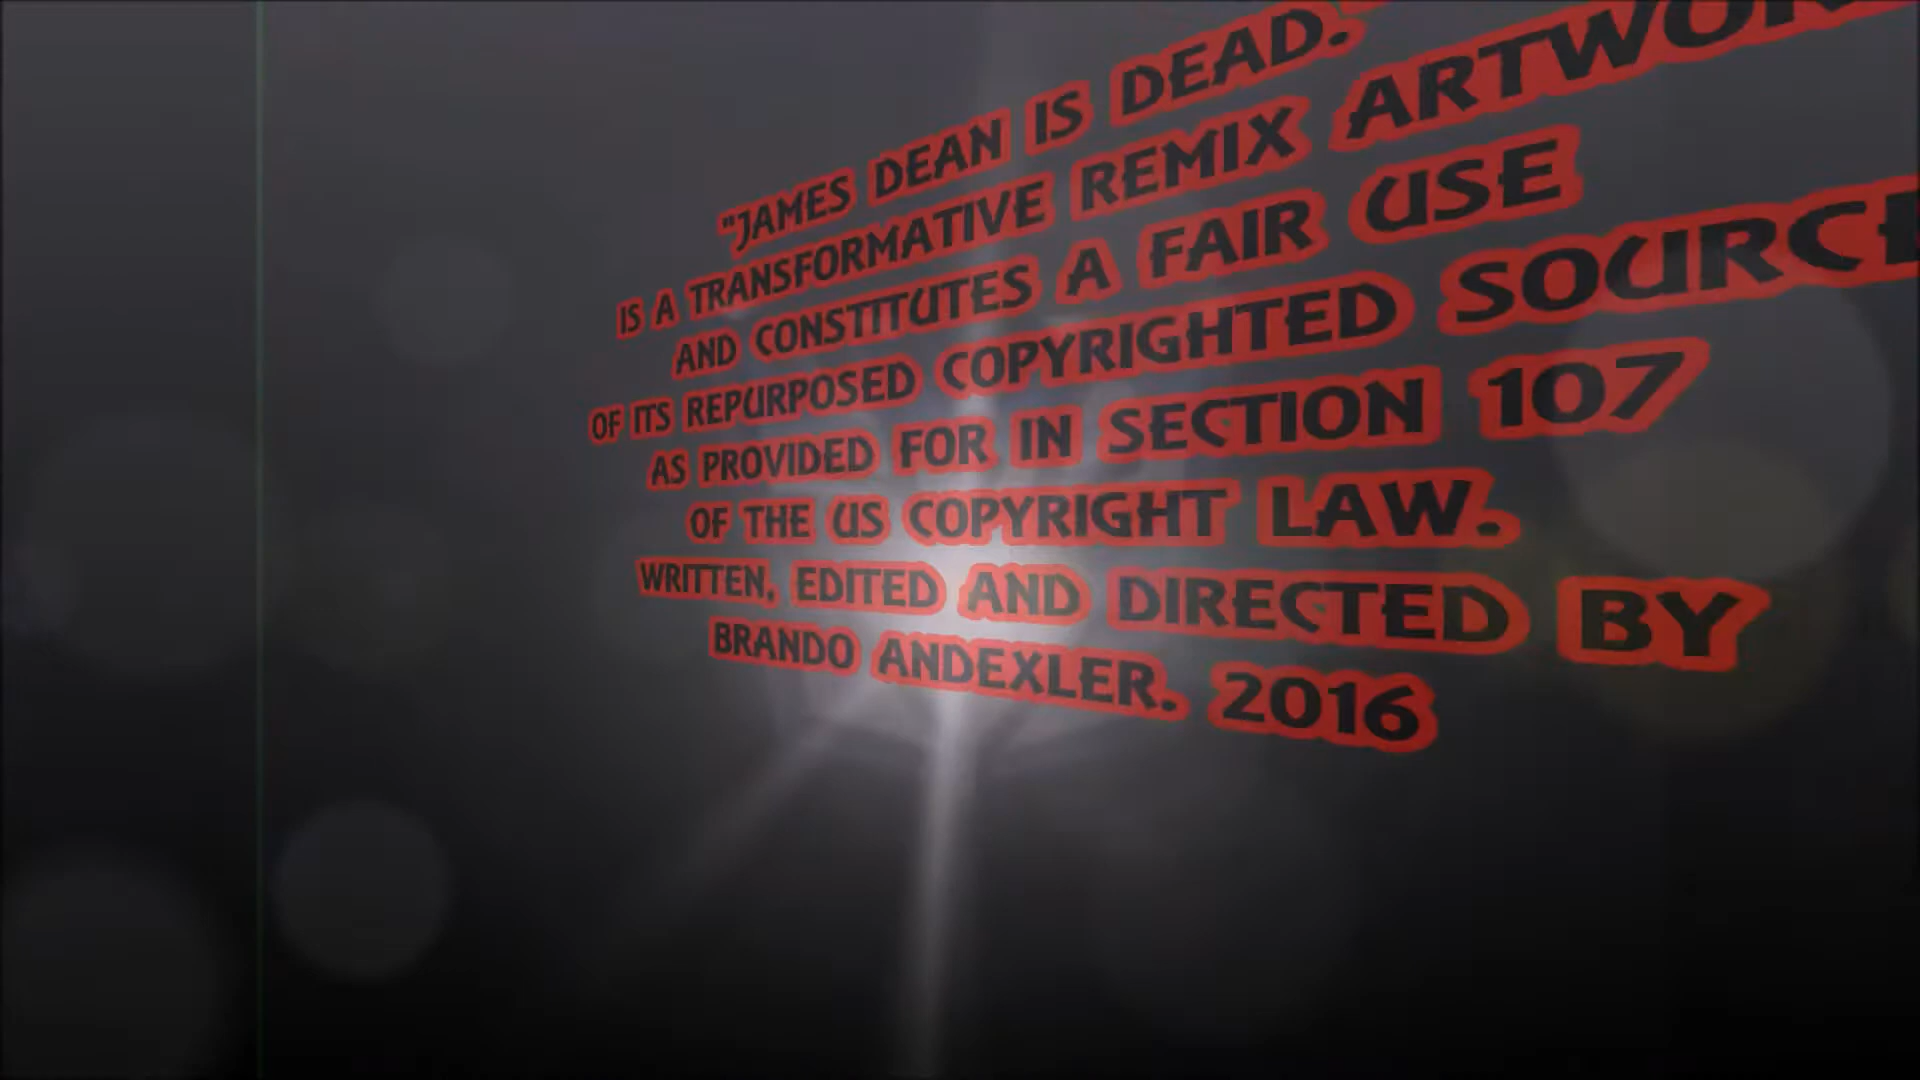 "JAMES DEAN IS DEAD.
IS A TRANSFORMATIVE REMIX ARTWORK
AND CONSTITUTES A FAIR USE
OF ITS REPURPOSED COPYRIGHTED SOURCE
AS PROVIDED FOR IN SECTION 107
OF THE US COPYRIGHT LAW.
WRITTEN, EDITED AND DIRECTED BY
BRANDO ANDEXLER. 2016